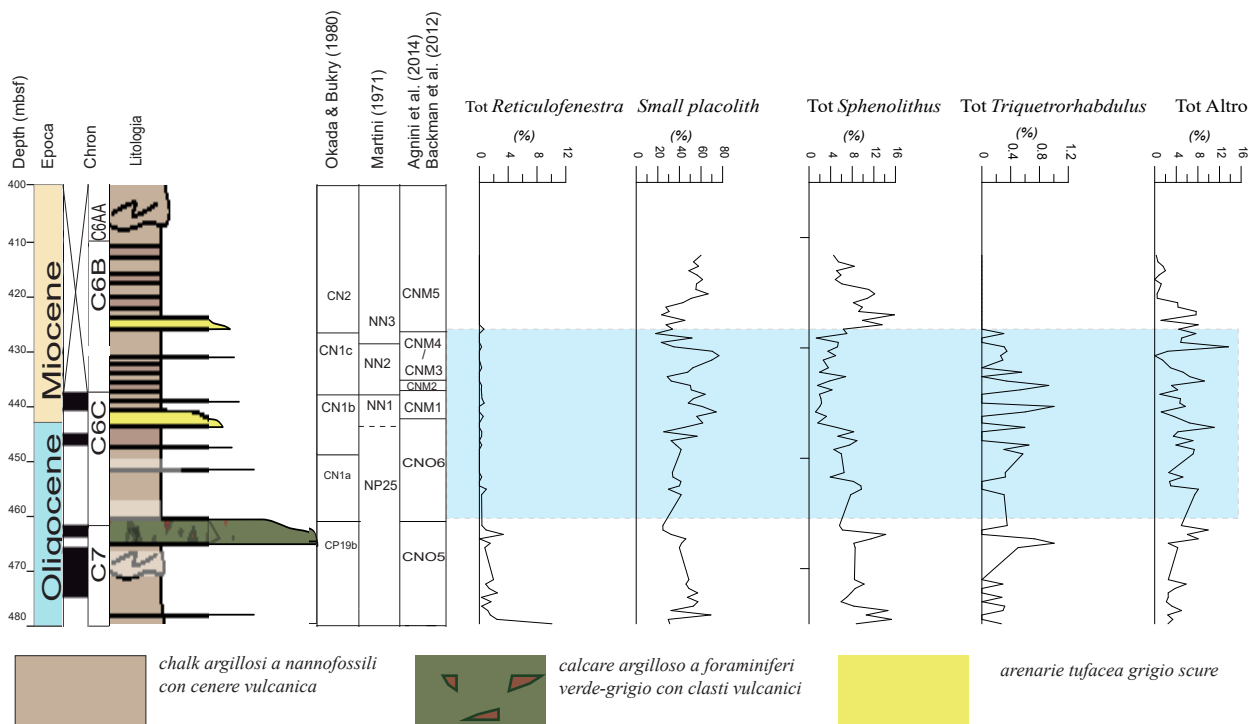 Depth (mbsf)
Epoca
Chron
Litologia
Okada & Bukry (1980)
Martini (1971)
Agnini et al. (2014)
Backman et al. (2012)
Tot Reticulofenestra
(%)
0 4 8 12
Small placolith
(%)
0 20 40 60 80
Tot Sphenolithus
(%)
0 4 8 12 16
Tot Triquetrorhabdulus
(%)
0 0.4 0.8 1.2
Tot Altro
(%)
0 4 8 12 16
400
410
420
430
440
450
460
470
480
Miocene
Oligocene
C6AA
C6B
C6C
C7
CN2
CN1c
CN1b
CN1a
CP19b
NN3
NN2
NN1
NP25
CNM5
CNM4
/
CNM3
CNM2
CNM1
CNO6
CNO5
chalk argillosi a nannofossili
con cenere vulcanica
calcare argilloso a foraminiferi
verde-grigio con clasti vulcanici
arenarie tufacea grigio scure